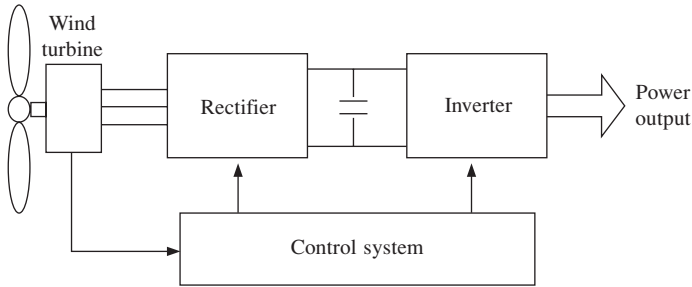 Wind
turbine
Rectifier
Inverter
Power
output
Control system